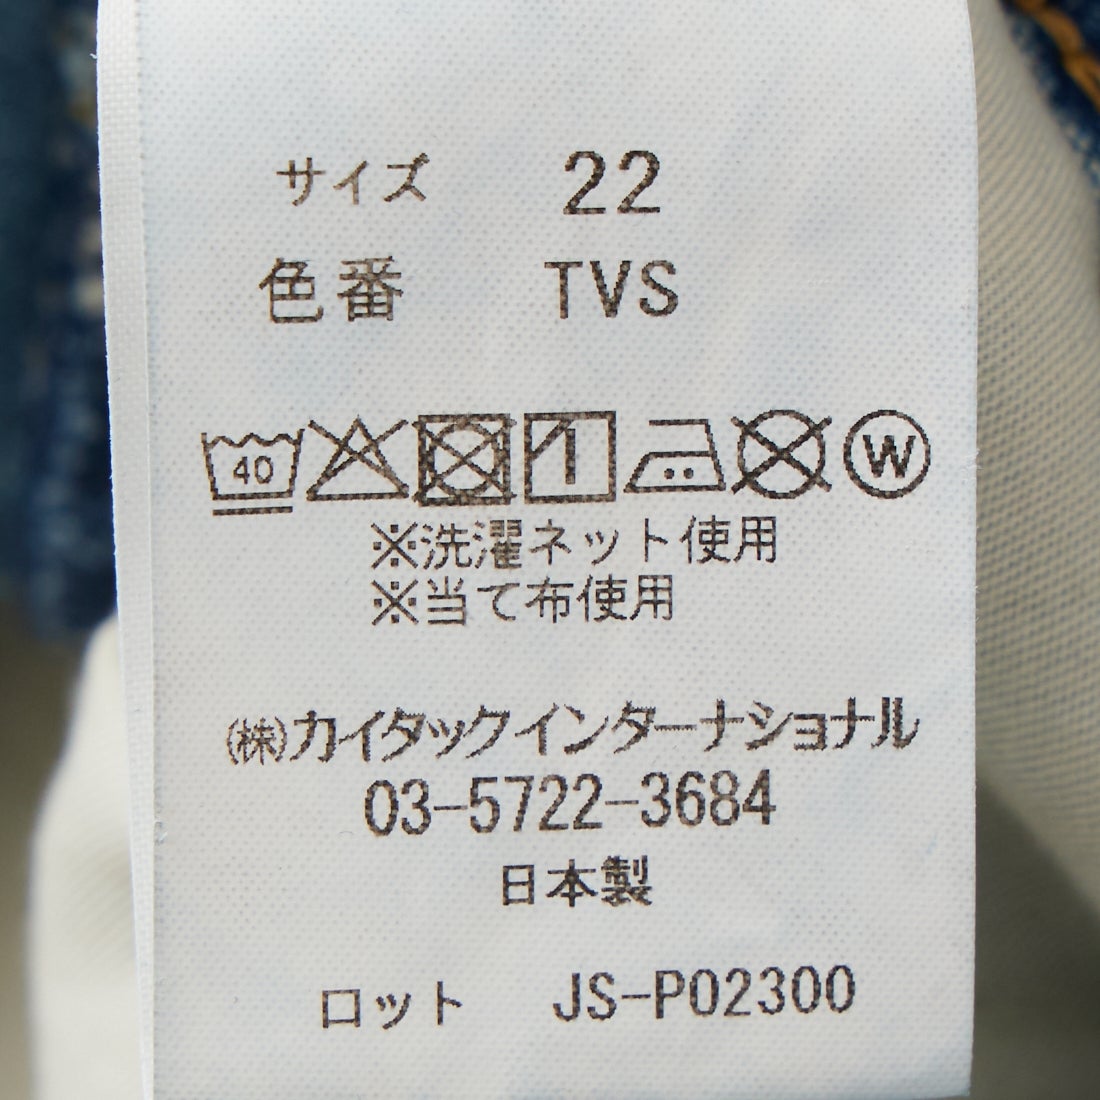 サイズ 22
色番 TVS
40 W
※洗濯ネット使用
※当て布使用
㈱カイタックインターナショナル
03-5722-3684
日本製
ロット JS-P02300